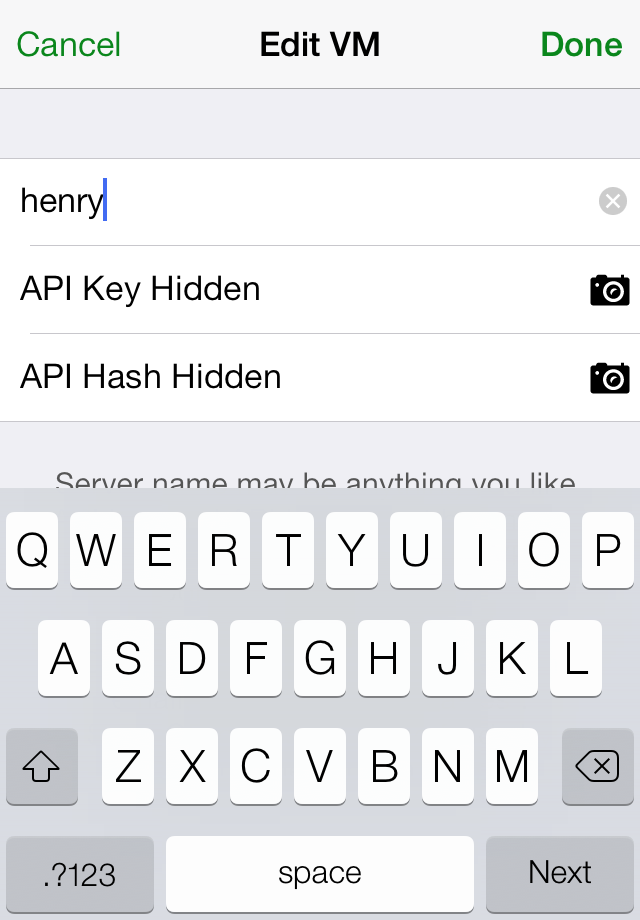 Cancel Edit VM Done
henry
API Key Hidden
API Hash Hidden
Server name may be anything you like
Q W E R T Y U I O P
A S D F G H J K L
Z X C V B N M
.?123 space Next